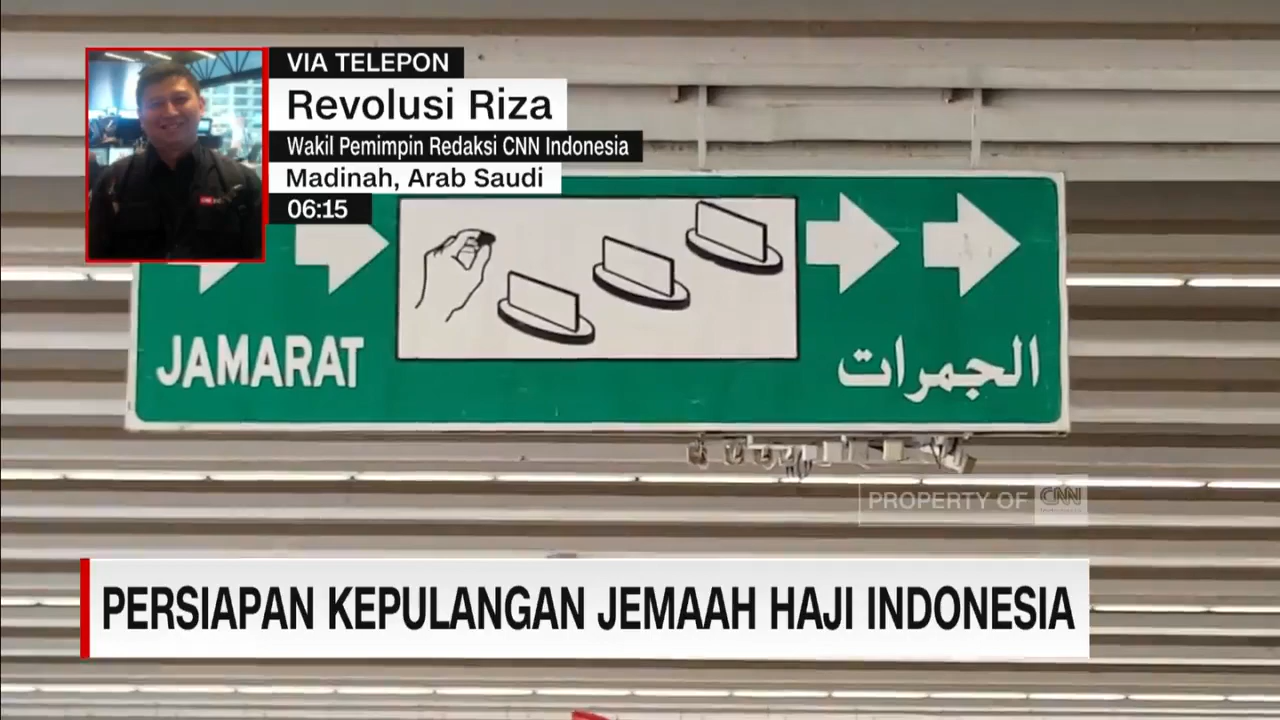 VIA TELEPON
Revolusi Riza
Wakil Pemimpin Redaksi CNN Indonesia
Madinah, Arab Saudi
06:15
JAMARAT
الجمرات
PROPERTY OF CNN
Indonesia
PERSIAPAN KEPULANGAN JEMAAH HAJI INDONESIA